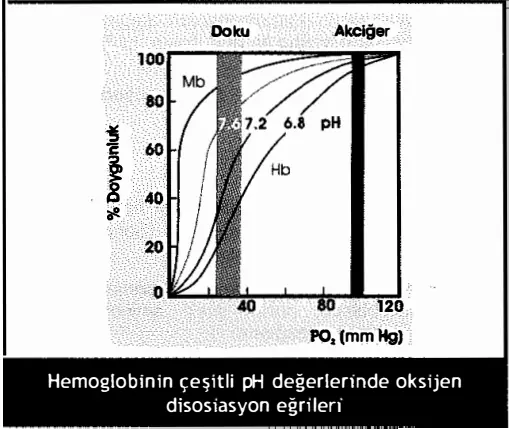 Doku Akciğer
100
Mb
80
7.6 7.2 6.8 pH
60
Hb
40
20
0
% Doygunluk
40 80 120
PO₂ (mm Hg)
Hemoglobinin çeşitli pH değerlerinde oksijen
disosiasyon eğrileri